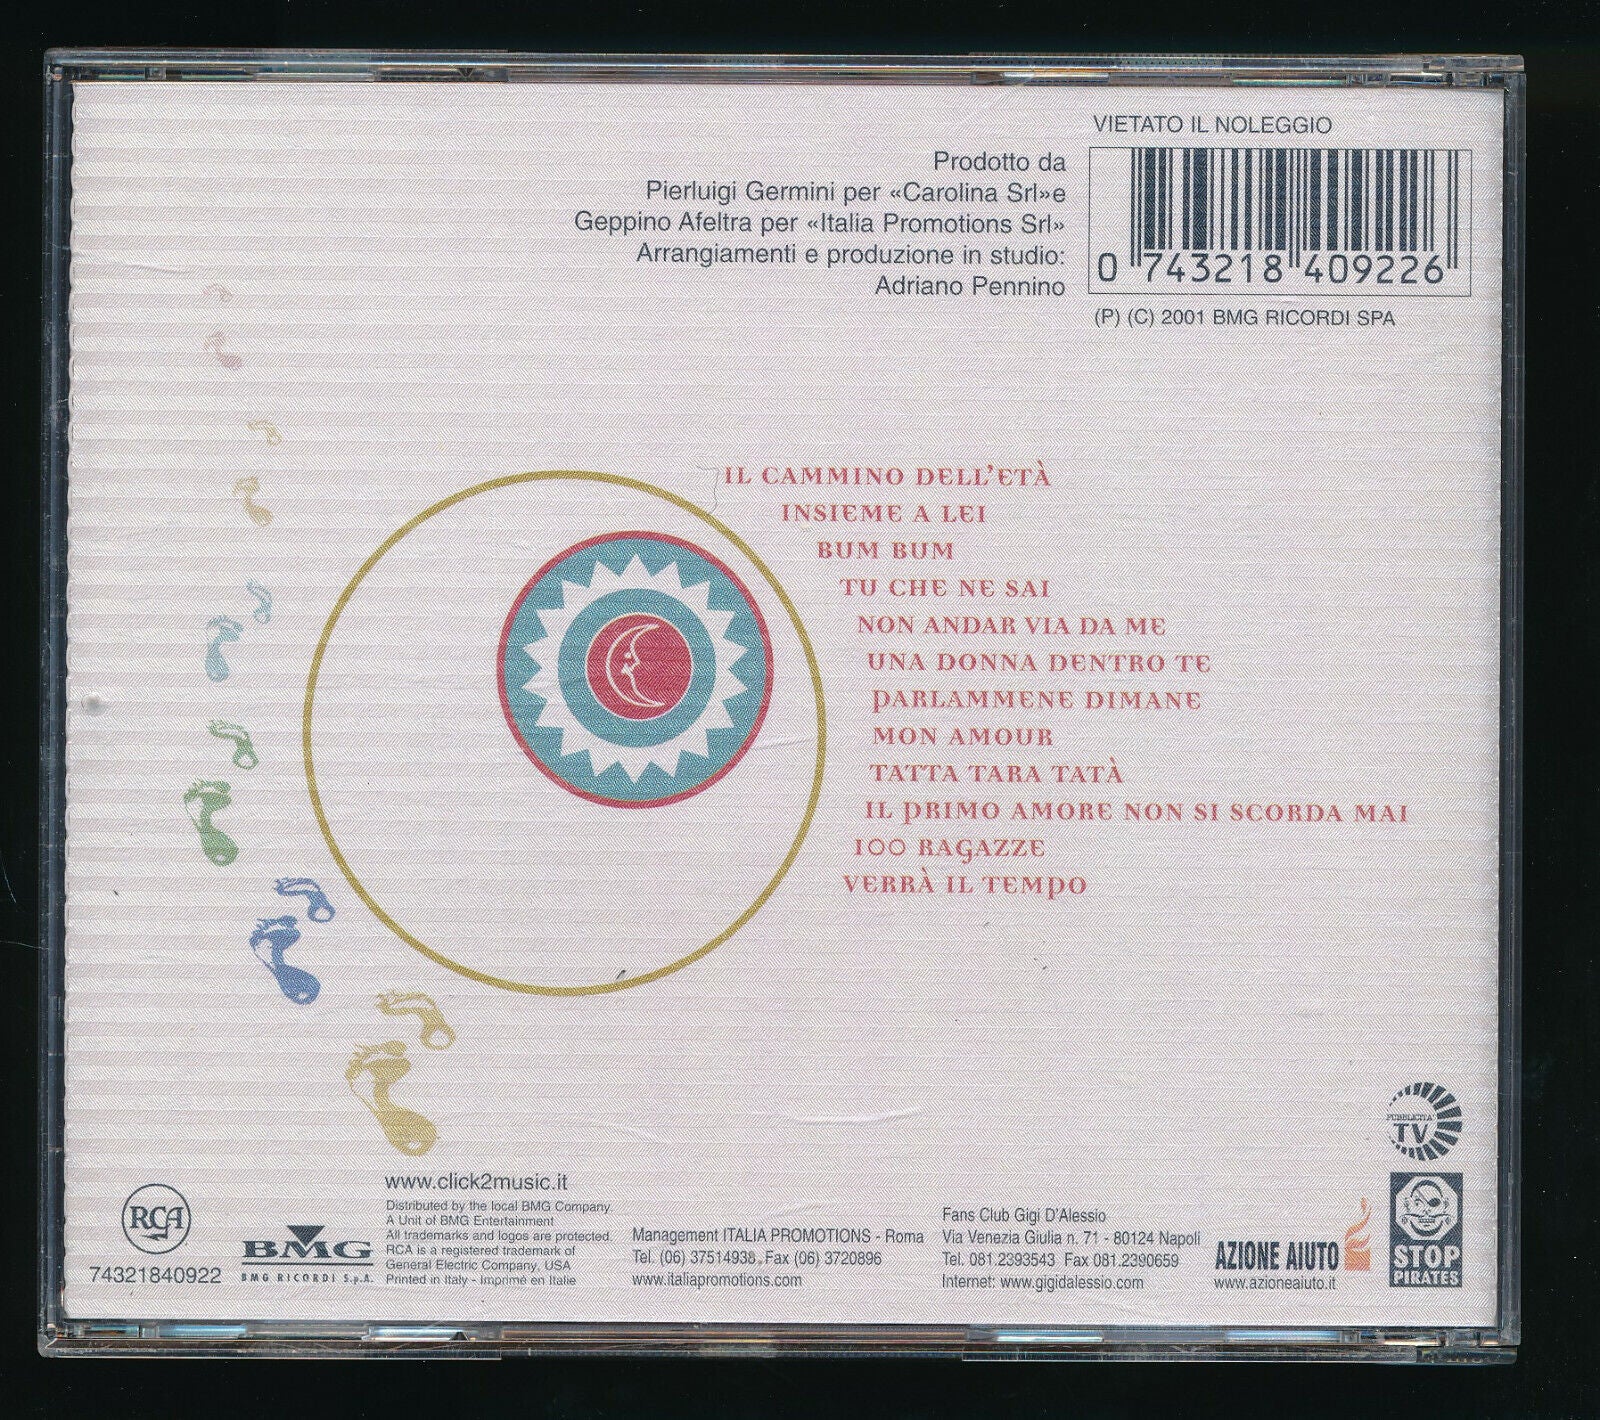 VIETATO IL NOLEGGIO
Prodotto da
Pierluigi Germini per «Carolina Srl»e
Geppino Afeltra per «Italia Promotions Srl»
Arrangiamenti e produzione in studio:
Adriano Pennino
0 743218 409226
(P) (C) 2001 BMG RICORDI SPA
IL CAMMINO DELL'ETÀ
INSIEME A LEI
BUM BUM
TU CHE NE SAI
NON ANDAR VIA DA ME
UNA DONNA DENTRO TE
PARLAMMENE DIMANE
MON AMOUR
TATTA TARA TATÀ
IL PRIMO AMORE NON SI SCORDA MAI
100 RAGAZZE
VERRÀ IL TEMPO
PUBBLICITA'
TV
RCA
74321840922
BMG
BMG RICORDI S.p.A.
www.click2music.it
Distributed by the local BMG Company.
A Unit of BMG Entertainment
All trademarks and logos are protected.
RCA is a registered trademark of
General Electric Company, USA
Printed in Italy - Imprimé en Italie
Management ITALIA PROMOTIONS - Roma
Tel. (06) 37514938. Fax (06) 3720896
www.italiapromotions.com
Fans Club Gigi D'Alessio
Via Venezia Giulia n. 71 - 80124 Napoli
Tel. 081.2393543 Fax 081.2390659
Internet: www.gigidalessio.com
AZIONE AIUTO
www.azioneaiuto.it
STOP
PIRATES